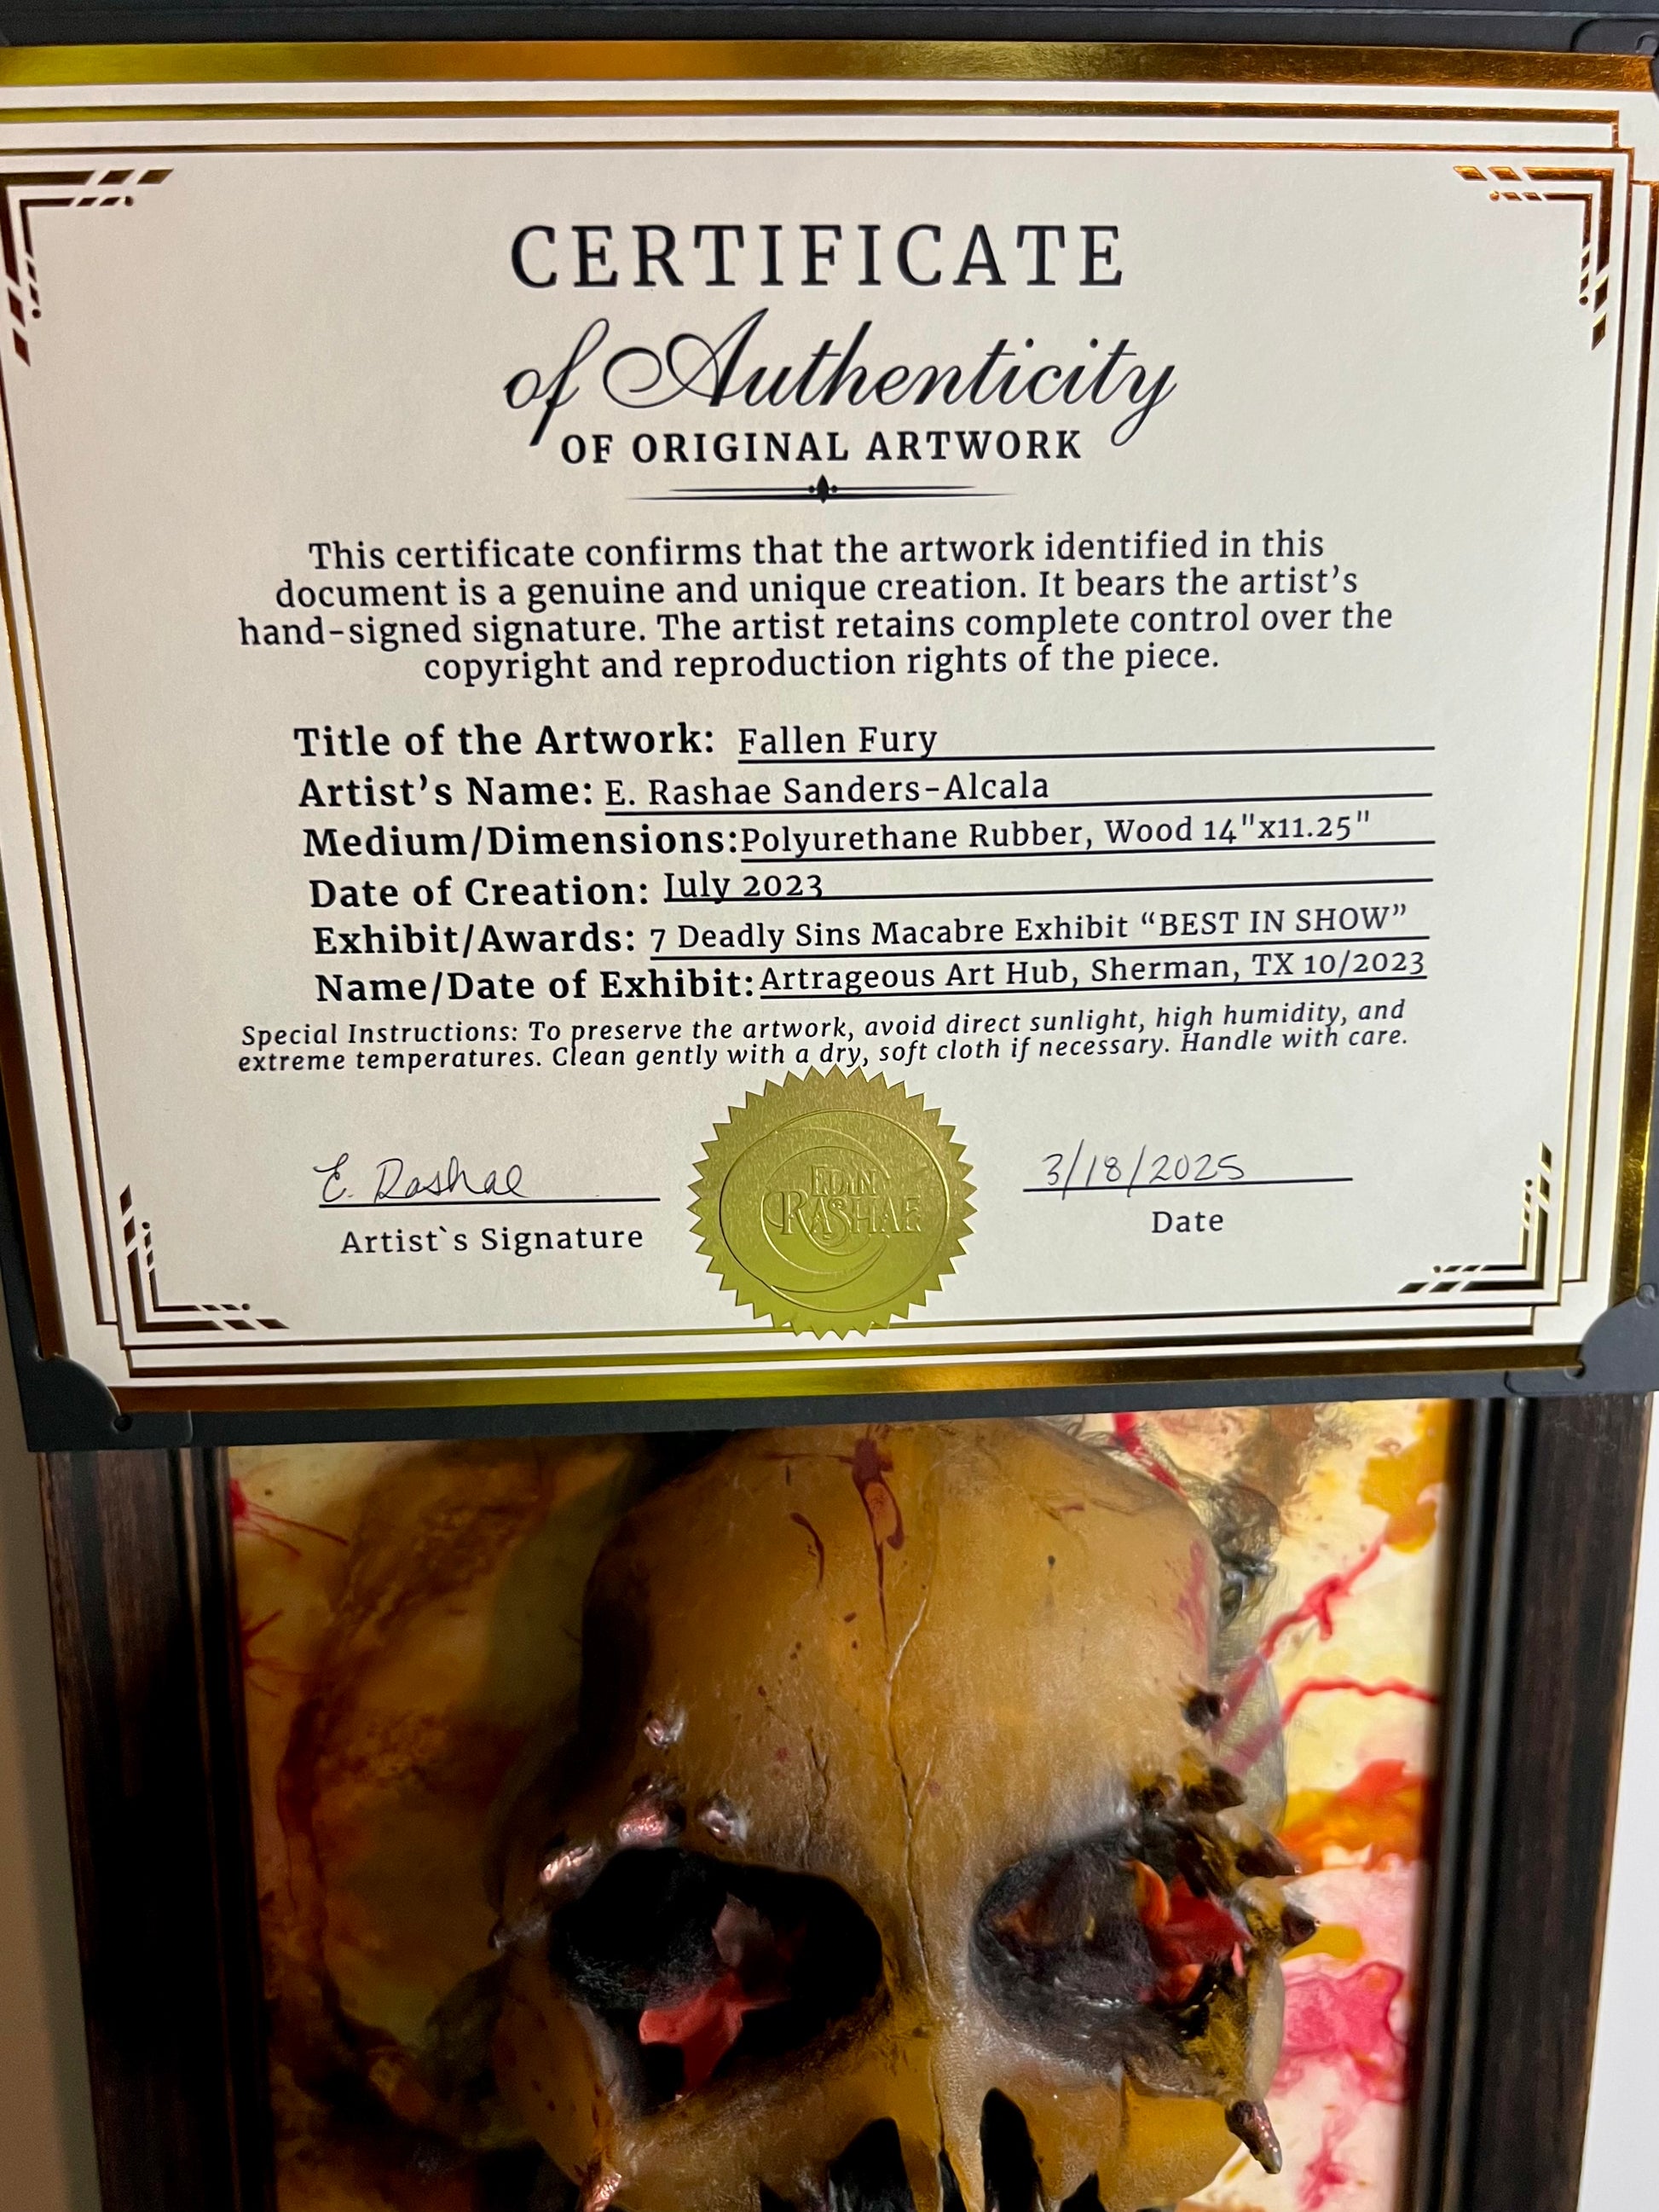 CERTIFICATE
of Authenticity
OF ORIGINAL ARTWORK
This certificate confirms that the artwork identified in this
document is a genuine and unique creation. It bears the artist’s
hand-signed signature. The artist retains complete control over the
copyright and reproduction rights of the piece.
Title of the Artwork: Fallen Fury
Artist’s Name: E. Rashae Sanders-Alcala
Medium/Dimensions: Polyurethane Rubber, Wood 14"x11.25"
Date of Creation: July 2023
Exhibit/Awards: 7 Deadly Sins Macabre Exhibit “BEST IN SHOW”
Name/Date of Exhibit: Artrageous Art Hub, Sherman, TX 10/2023
Special Instructions: To preserve the artwork, avoid direct sunlight, high humidity, and
extreme temperatures. Clean gently with a dry, soft cloth if necessary. Handle with care.
E. Rashae
Artist`s Signature
EDIN
RASHAE
3/18/2025
Date